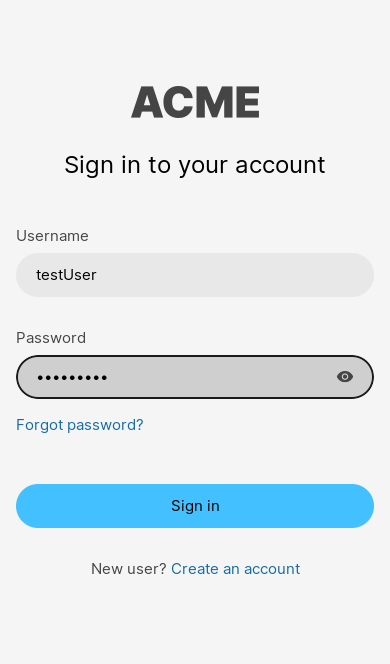 ACME
Sign in to your account
Username
testUser
Password
•••••••••
Forgot password?
Sign in
New user? Create an account